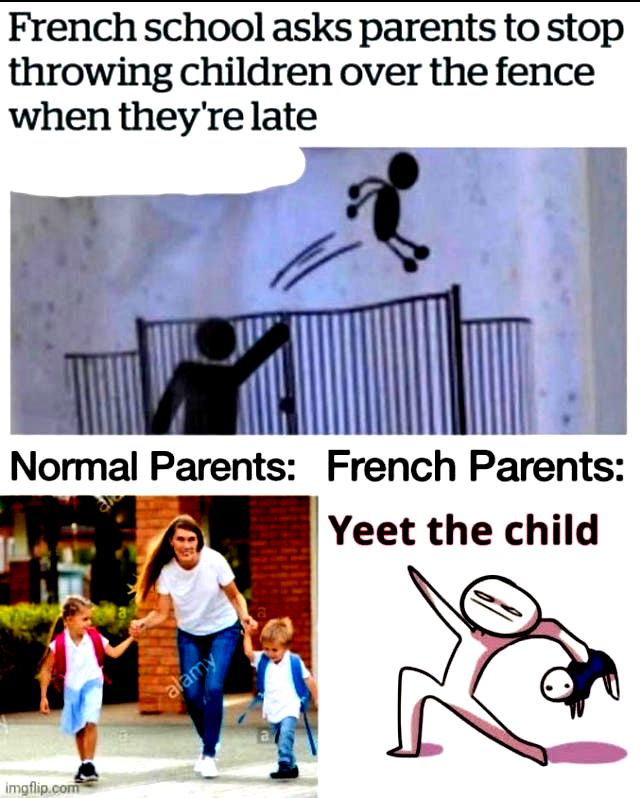 French school asks parents to stop
throwing children over the fence
when they're late
Normal Parents: French Parents:
Yeet the child
alamy
a
a
a
a
imgflip.com